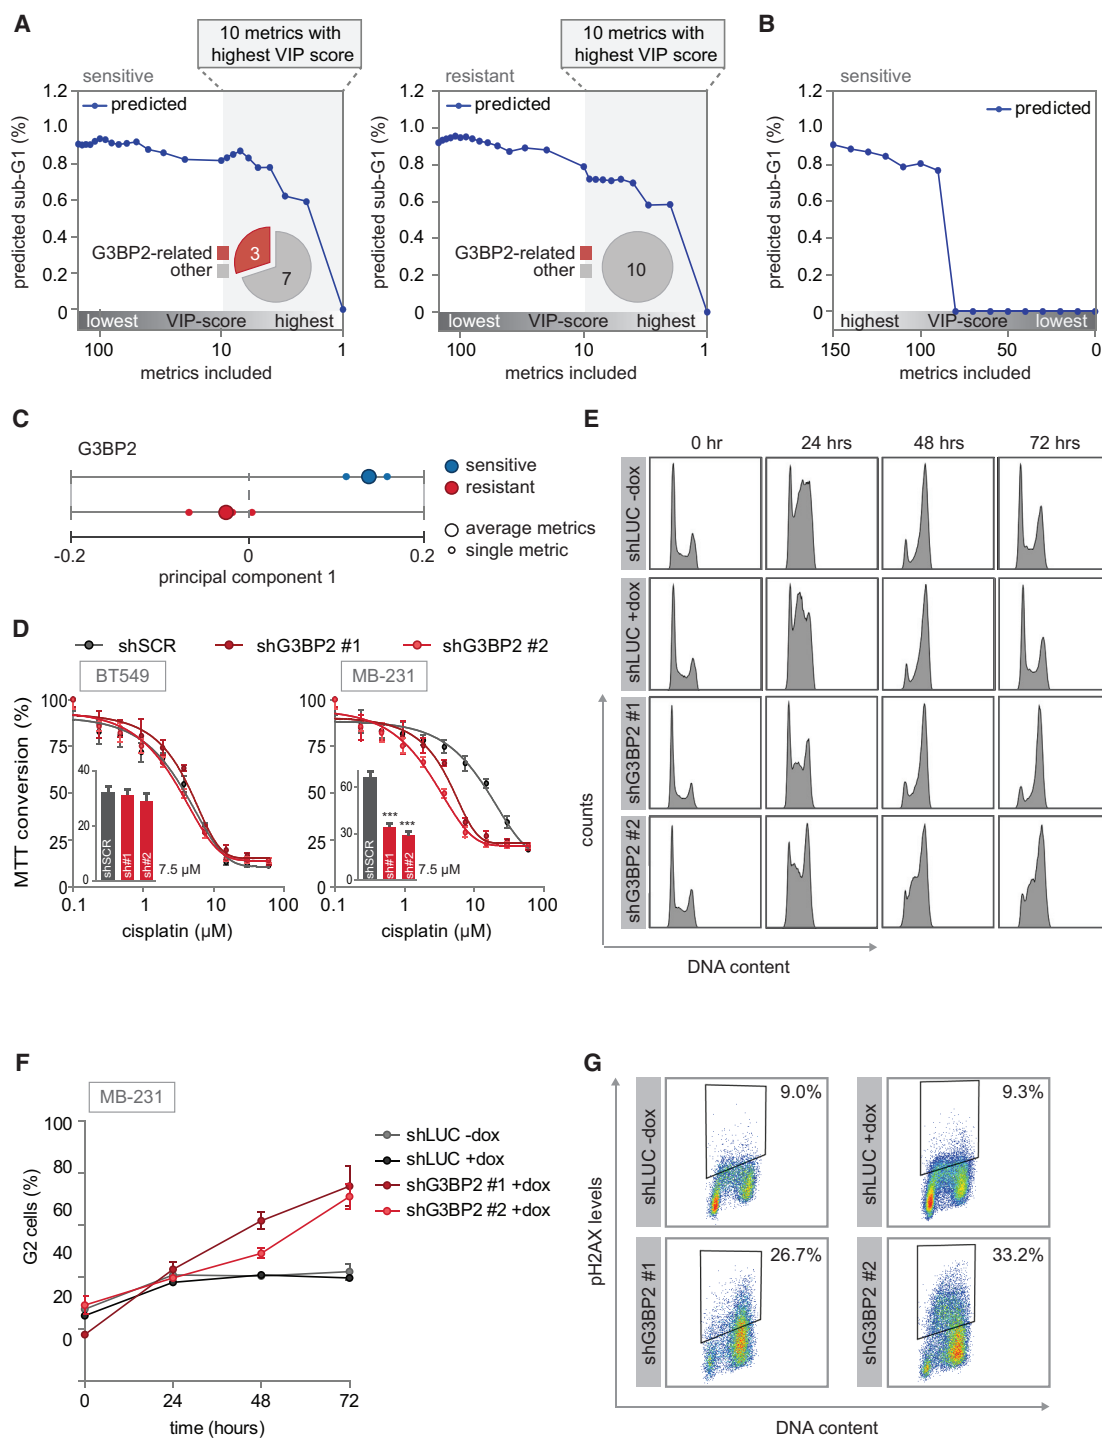 A
10 metrics with
highest VIP score
sensitive
predicted
predicted sub-G1 (%)
1.2
1.0
0.8
0.6
0.4
0.2
0
G3BP2-related
other
3
7
lowest VIP-score highest
100 10 1
metrics included
10 metrics with
highest VIP score
resistant
predicted
predicted sub-G1 (%)
1.2
1.0
0.8
0.6
0.4
0.2
0
G3BP2-related
other
10
lowest VIP-score highest
100 10 1
metrics included
B
sensitive
predicted
predicted sub-G1 (%)
1.2
1.0
0.8
0.6
0.4
0.2
0
highest VIP-score lowest
150 100 50 0
metrics included
C
G3BP2
sensitive
resistant
average metrics
single metric
-0.2 0 0.2
principal component 1
D
shSCR shG3BP2 #1 shG3BP2 #2
BT549
MTT conversion (%)
100
75
50
25
0
40
20
0
shSCR
sh#1
sh#2
7.5 µM
0.1 1 10 100
cisplatin (µM)
MB-231
100
75
50
25
0
60
30
0
*** ***
shSCR
sh#1
sh#2
7.5 µM
0.1 1 10 100
cisplatin (µM)
E
0 hr 24 hrs 48 hrs 72 hrs
shLUC -dox
shLUC +dox
shG3BP2 #1
shG3BP2 #2
counts
DNA content
F
MB-231
G2 cells (%)
100
80
60
40
20
0
shLUC -dox
shLUC +dox
shG3BP2 #1 +dox
shG3BP2 #2 +dox
0 24 48 72
time (hours)
G
pH2AX levels
shLUC -dox
9.0%
shLUC +dox
9.3%
shG3BP2 #1
26.7%
shG3BP2 #2
33.2%
DNA content